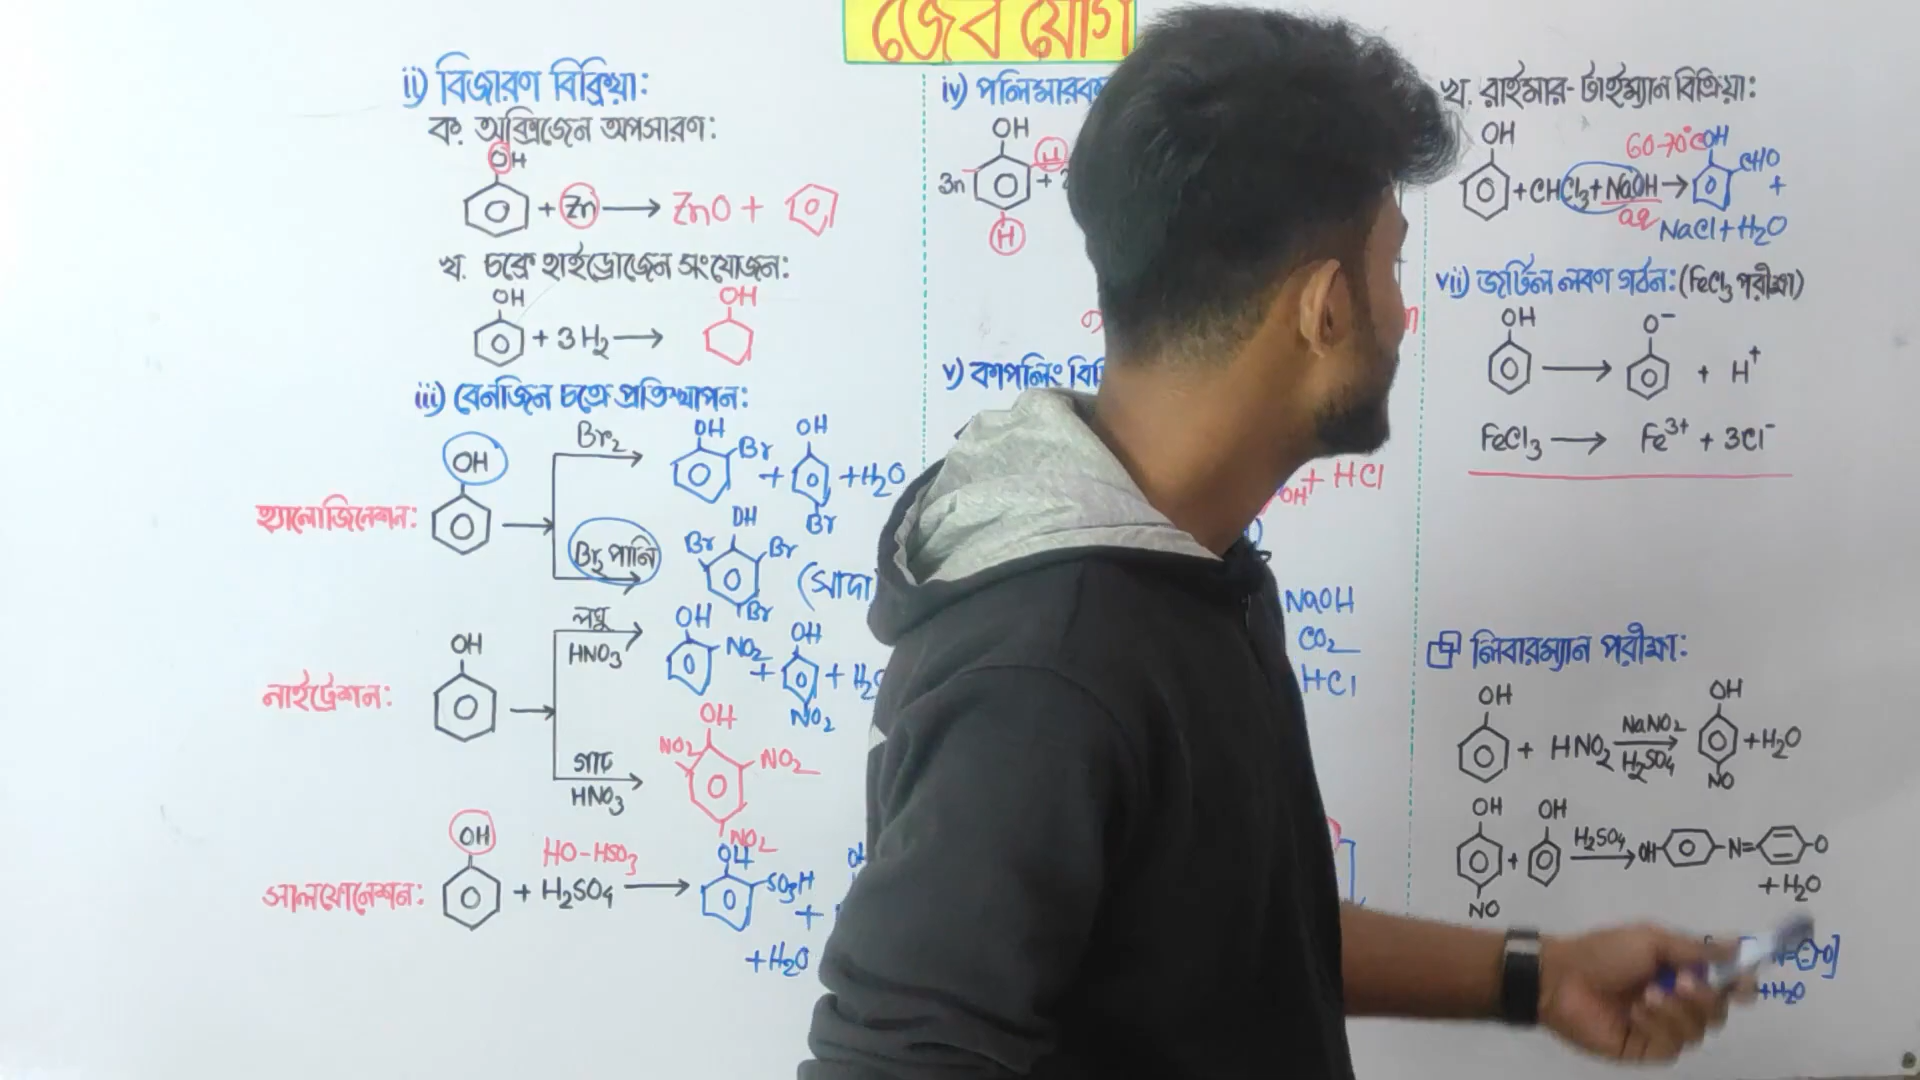 জৈব যৌগ
ii) বিজারণ বিক্রিয়া:
ক. অক্সিজেন অপসারণ:
OH
+ Zn → ZnO +
খ. চক্রে হাইড্রোজেন সংযোজন:
OH
OH
+ 3H₂ →
iii) বেনজিন চক্রে প্রতিস্থাপন:
হ্যালোজিনেশন:
OH
Br₂
OH
Br
+
OH
Br
+H₂O
Br₂ পানি
OH
Br
Br
Br
(সাদা
নাইট্রেশন:
OH
লঘু
HNO₃
OH
NO₂
+
OH
NO₂
+ H₂
গাঢ়
HNO₃
OH
NO₂
NO₂
NO₂
সালফোনেশন:
OH
HO-HSO₃
+ H₂SO₄ →
OH
SO₃H
+
+H₂O
iv)
OH
3n
H
+
H
v) কাপলিং
OH + HCl
NaOH
CO₂
HCl
খ. রাইমার-টাইম্যান বিক্রিয়া:
OH
60-70°C
OH
CHO
+CHCl₃+NaOH →
+
aq
NaCl+H₂O
vii) জটিল লবণ গঠন: (FeCl₃ পরীক্ষা)
OH
O⁻
→ + H⁺
FeCl₃ → Fe³⁺ + 3Cl⁻
লিবারম্যান পরীক্ষা:
OH
OH
+ HNO₂
NaNO₂
H₂SO₄
+H₂O
NO
OH
OH
+
H₂SO₄
OH
-N=
=O
NO
+H₂O
N=
O]
+H₂O